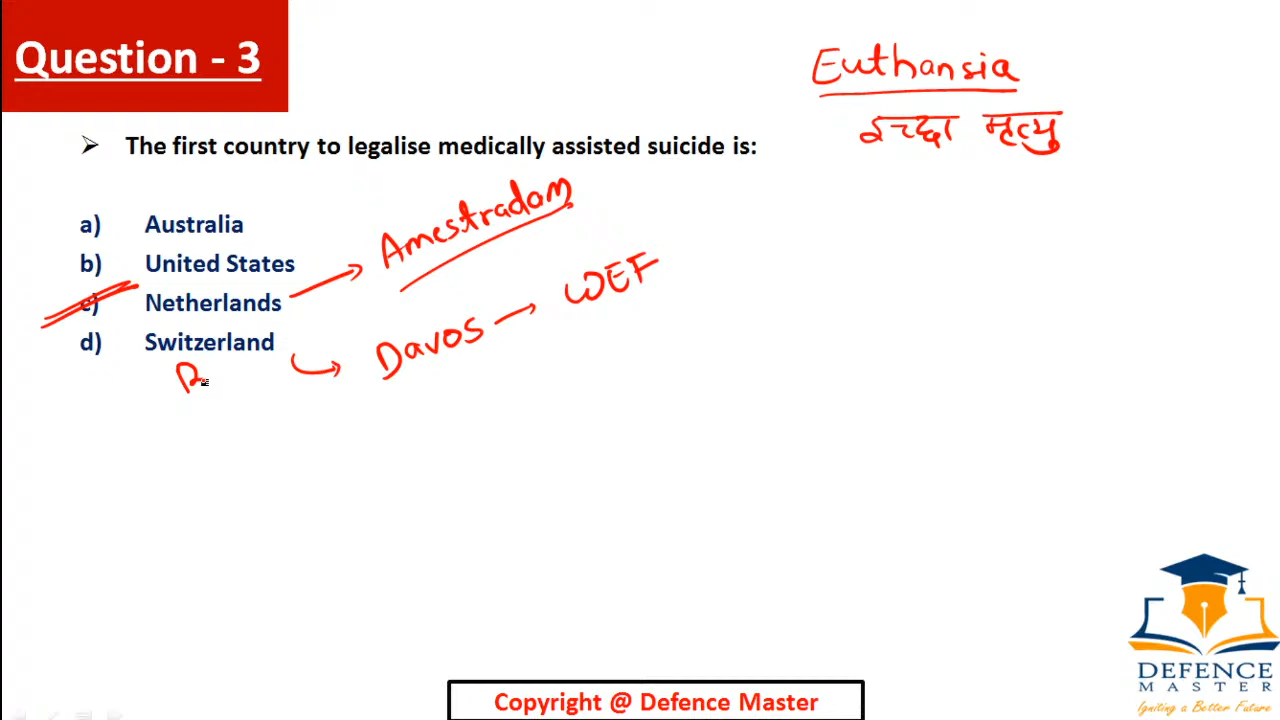 Question - 3
Euthansia
इच्छा मृत्यु
➢ The first country to legalise medically assisted suicide is:
a) Australia
b) United States
c) Netherlands → Amestradam
d) Switzerland → Davos → WEF
DEFENCE
MASTER
Igniting a Better Future
Copyright @ Defence Master